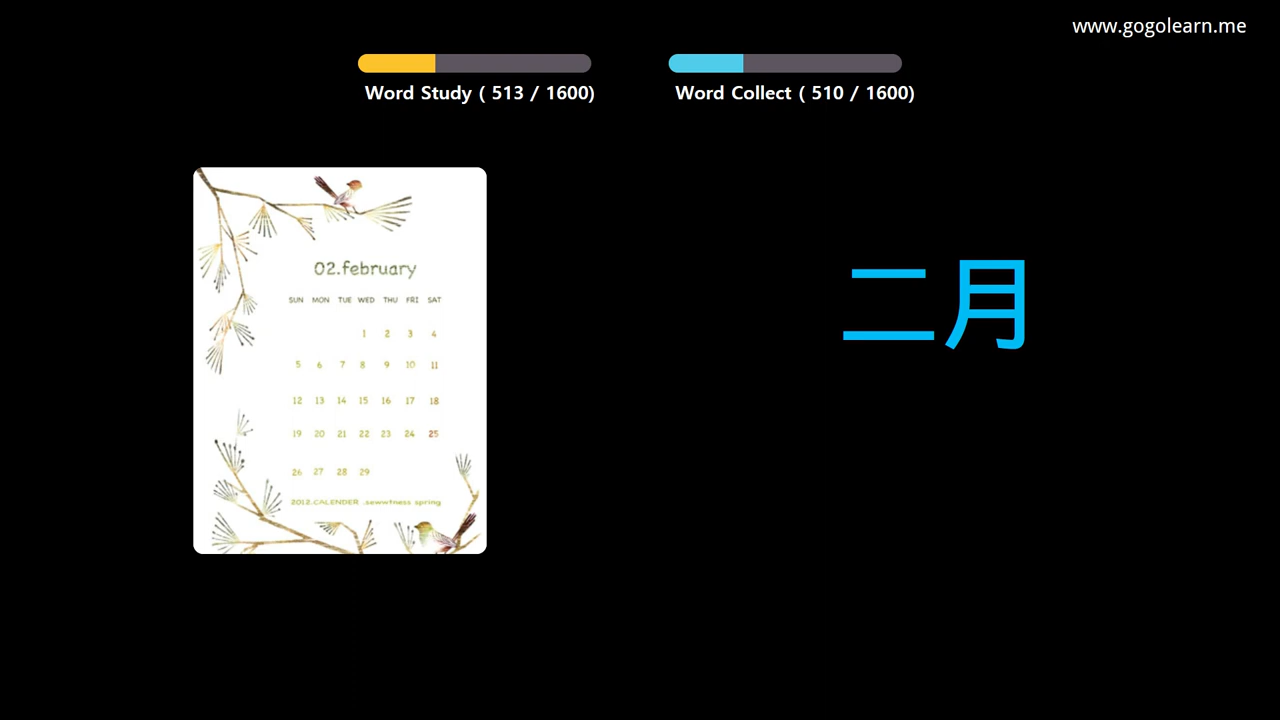 www.gogolearn.me
Word Study ( 513 / 1600)
Word Collect ( 510 / 1600)
02.february
SUN MON TUE WED THU FRI SAT
1 2 3 4
5 6 7 8 9 10 11
12 13 14 15 16 17 18
19 20 21 22 23 24 25
26 27 28 29
2012.CALENDER .sewwtness spring
二月